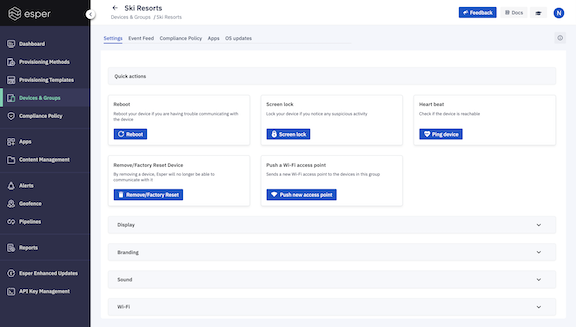 esper
Ski Resorts
Devices & Groups / Ski Resorts
Feedback
Docs
N
Settings
Event Feed
Compliance Policy
Apps
OS updates
Dashboard
Provisioning Methods
Provisioning Templates
Devices & Groups
Compliance Policy
Apps
Content Management
Alerts
Geofence
Pipelines
Reports
Esper Enhanced Updates
API Key Management
Quick actions
Reboot
Reboot your device if you are having trouble communicating with
the device
Reboot
Screen lock
Lock your device if you notice any suspicious activity
Screen lock
Heart beat
Check if the device is reachable
Ping device
Remove/Factory Reset Device
By removing a device, Esper will no longer be able to
communicate with it
Remove/Factory Reset
Push a Wi-Fi access point
Sends a new Wi-Fi access point to the devices in this group
Push new access point
Display
Branding
Sound
Wi-Fi